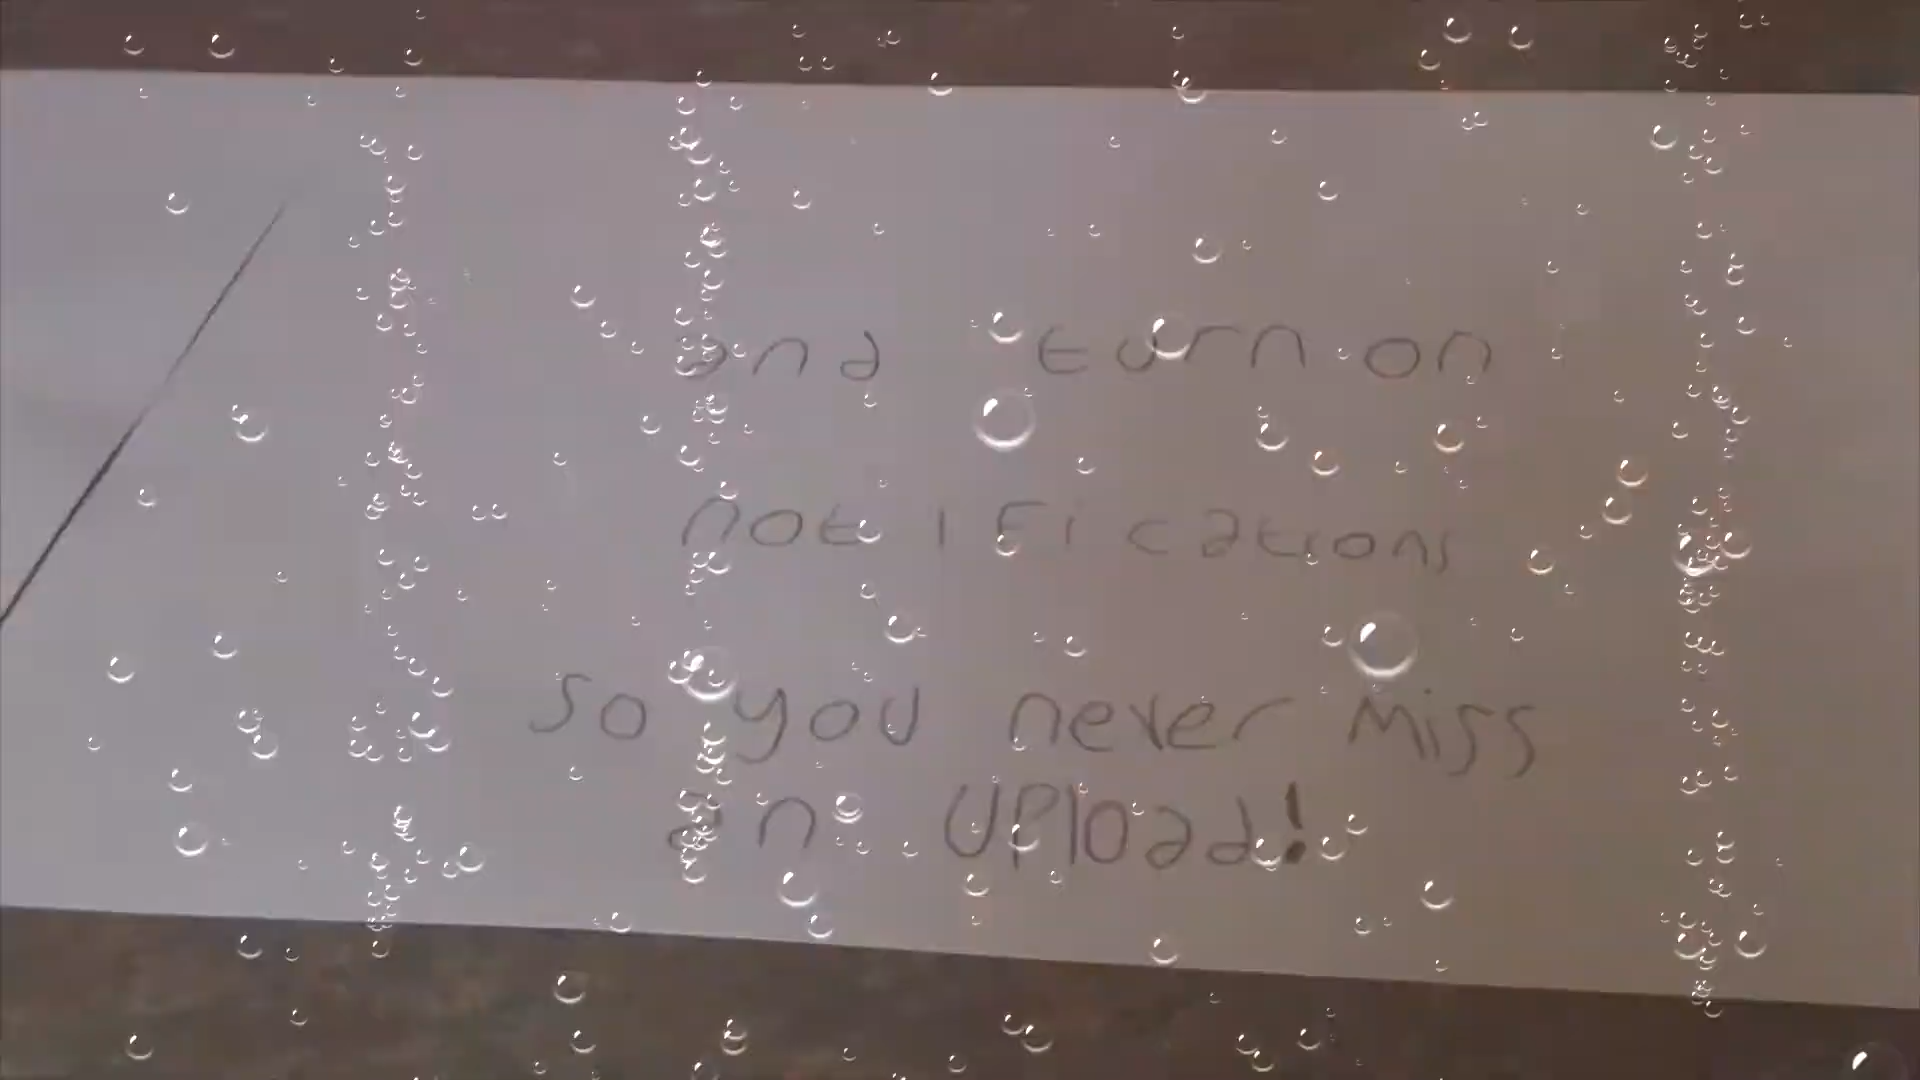 and turn on
notifications
so you never miss
an upload!